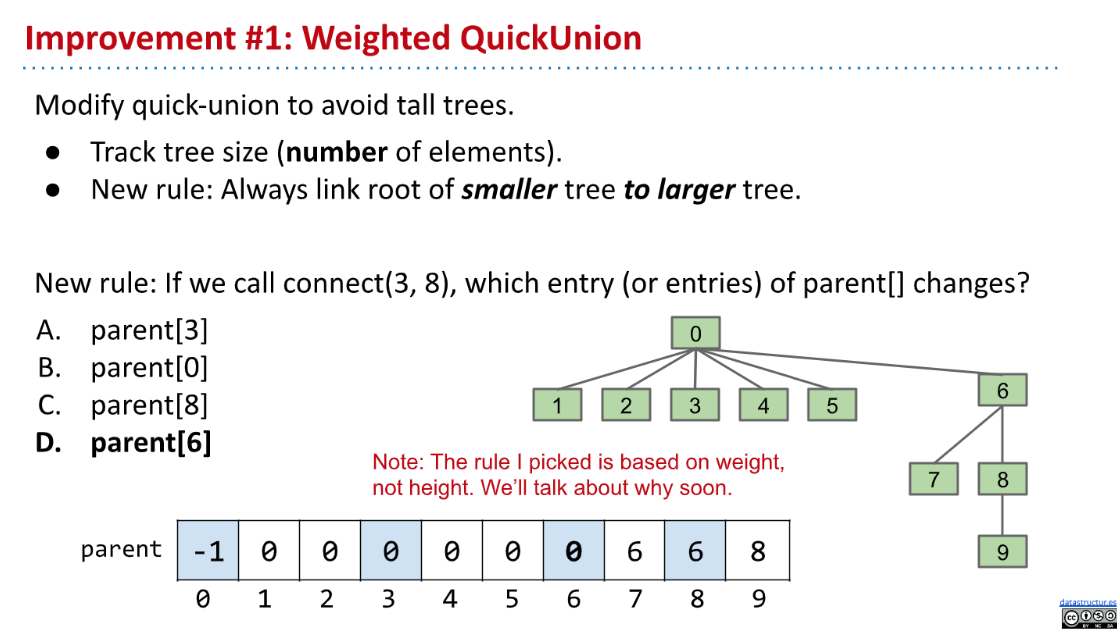 Improvement #1: Weighted QuickUnion
Modify quick-union to avoid tall trees.
● Track tree size (number of elements).
● New rule: Always link root of smaller tree to larger tree.
New rule: If we call connect(3, 8), which entry (or entries) of parent[] changes?
A. parent[3]
B. parent[0]
C. parent[8]
D. parent[6]
0
1 2 3 4 5 6
7 8
9
Note: The rule I picked is based on weight,
not height. We'll talk about why soon.
parent -1 0 0 0 0 0 0 6 6 8
0 1 2 3 4 5 6 7 8 9
datastructur.es
cc
BY NC SA